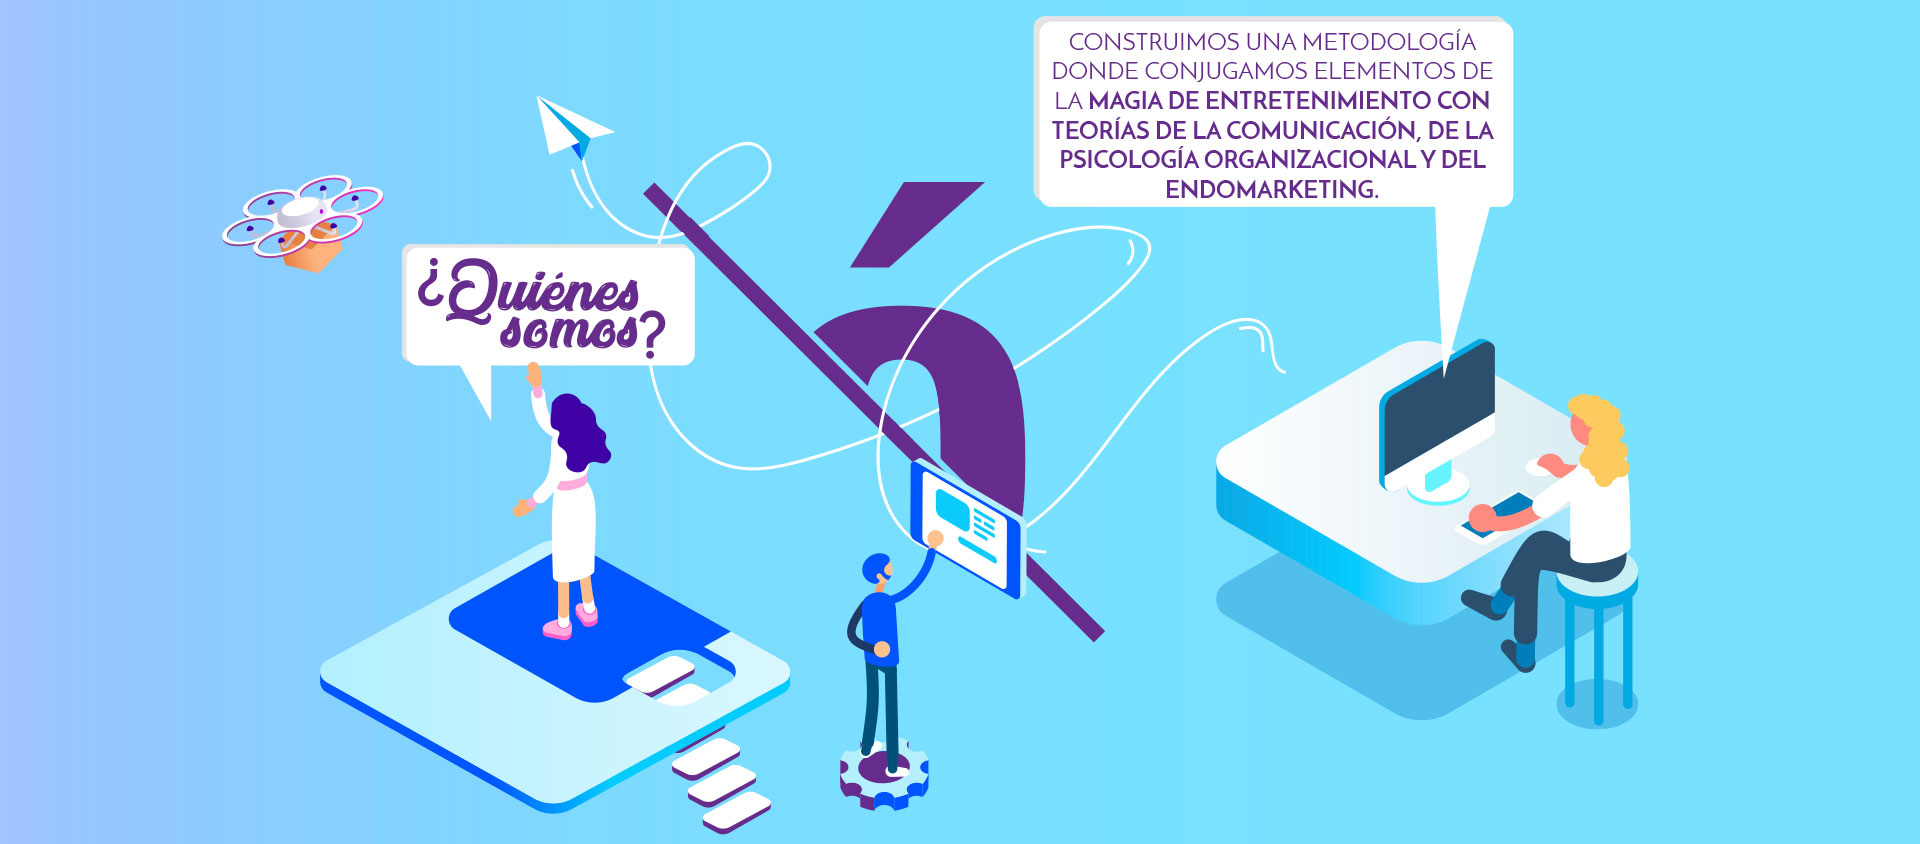 ¿Quiénes
somos?
CONSTRUIMOS UNA METODOLOGÍA
DONDE CONJUGAMOS ELEMENTOS DE
LA MAGIA DE ENTRETENIMIENTO CON
TEORÍAS DE LA COMUNICACIÓN, DE LA
PSICOLOGÍA ORGANIZACIONAL Y DEL
ENDOMARKETING.